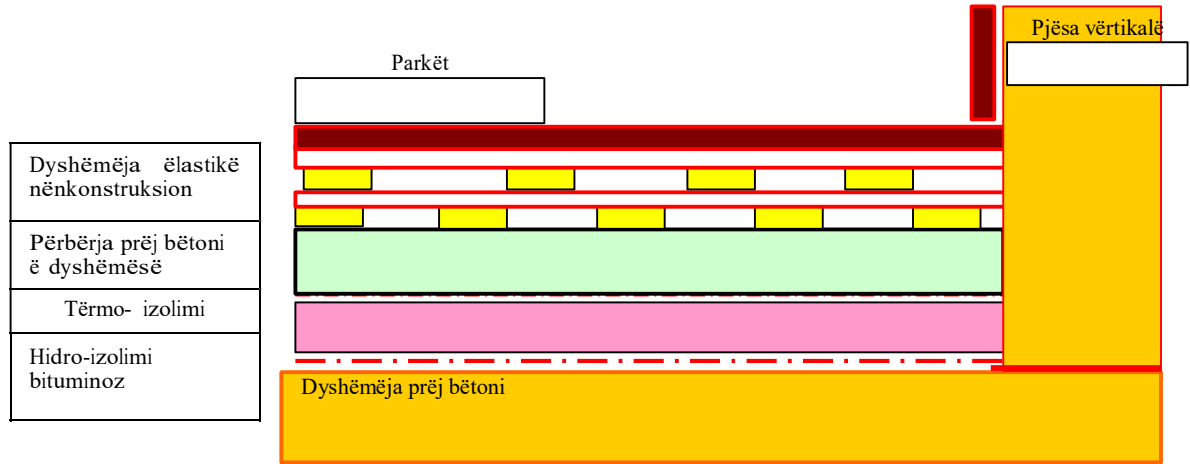 Pjësa vërtikalë
Parkët
Dyshëmëja ëlastikë
nënkonstruksion
Përbërja prëj bëtoni
ë dyshëmësë
Tërmo- izolimi
Hidro-izolimi
bituminoz
Dyshëmëja prëj bëtoni